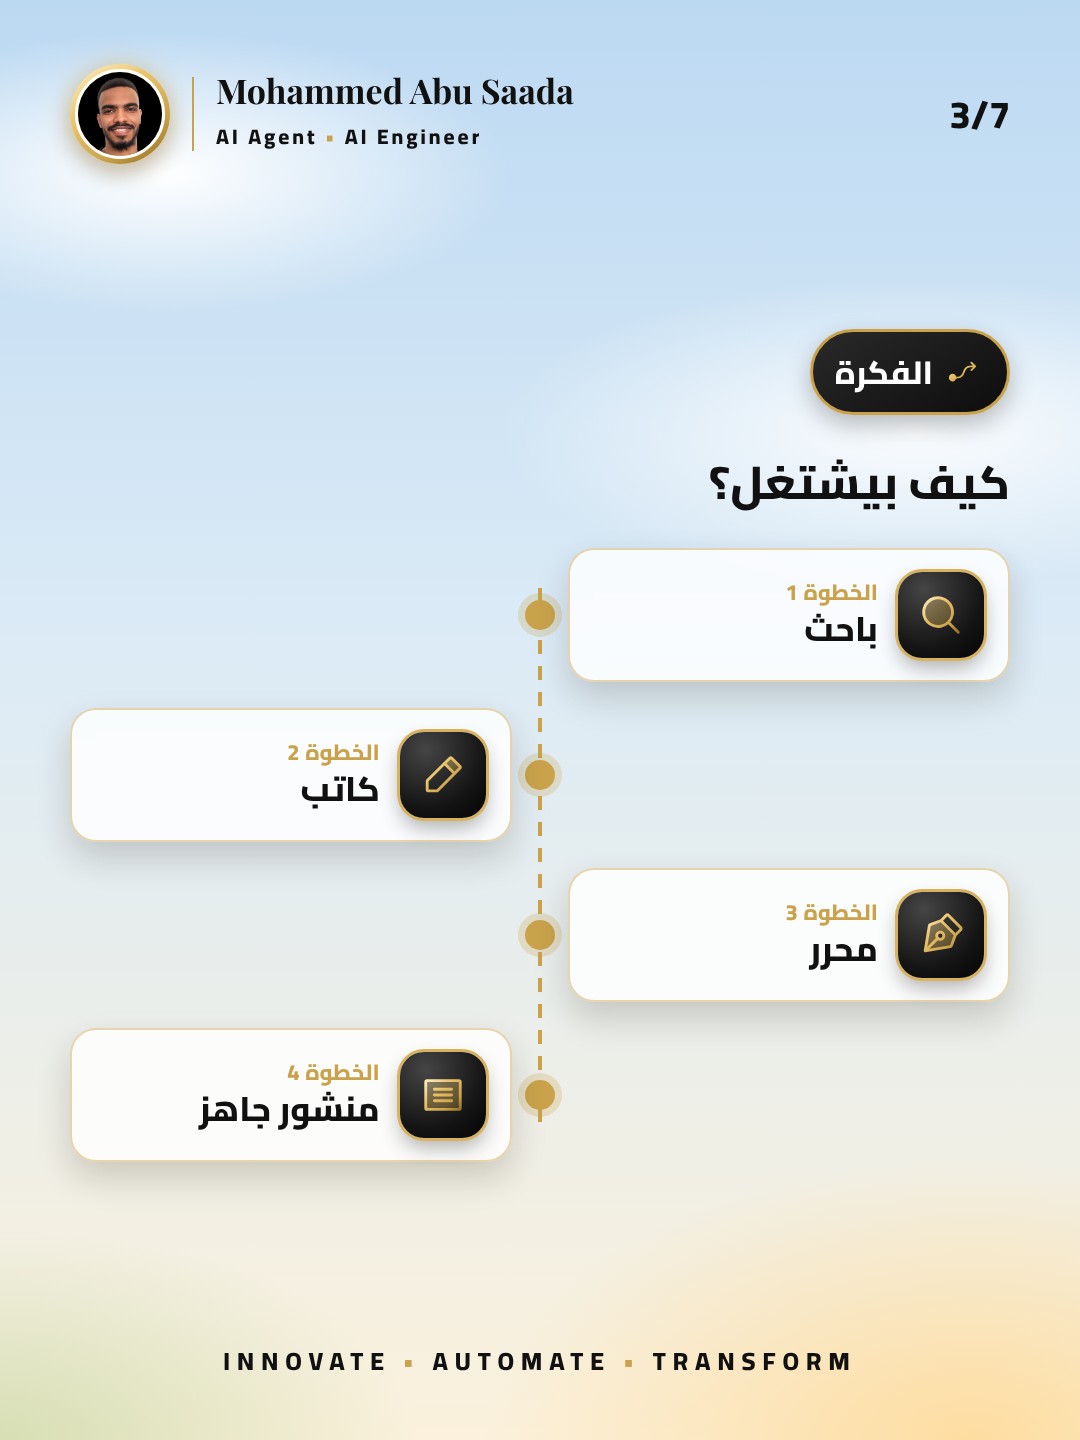 Mohammed Abu Saada
AI Agent ▪ AI Engineer
3/7
الفكرة
كيف بيشتغل؟
الخطوة 1
باحث
الخطوة 2
كاتب
الخطوة 3
محرر
الخطوة 4
منشور جاهز
INNOVATE ▪ AUTOMATE ▪ TRANSFORM